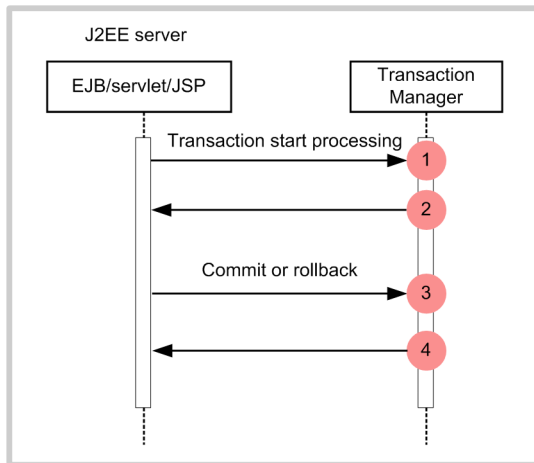 J2EE server
EJB/servlet/JSP
Transaction
Manager
Transaction start processing
1
2
Commit or rollback
3
4